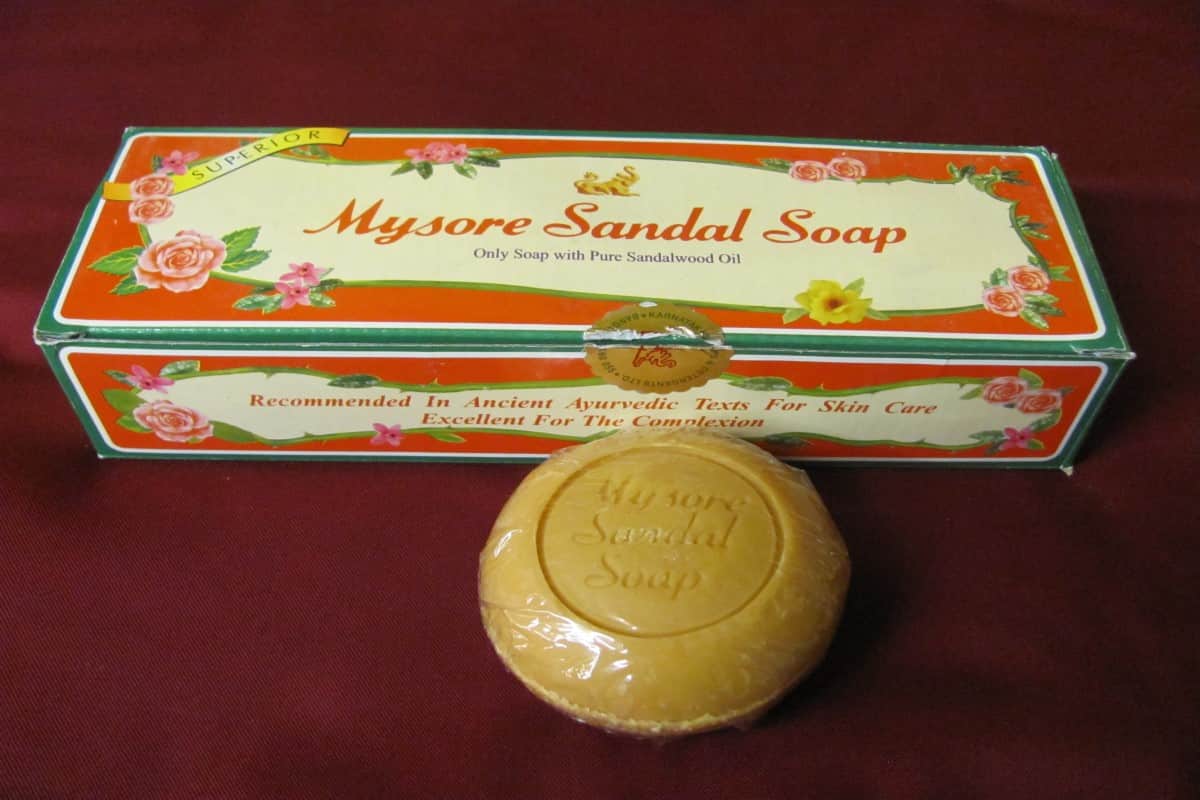 SUPERIOR
Mysore Sandal Soap
Only Soap with Pure Sandalwood Oil
Recommended In Ancient Ayurvedic Texts For Skin Care
Excellent For The Complexion
Mysore
Sandal
Soap